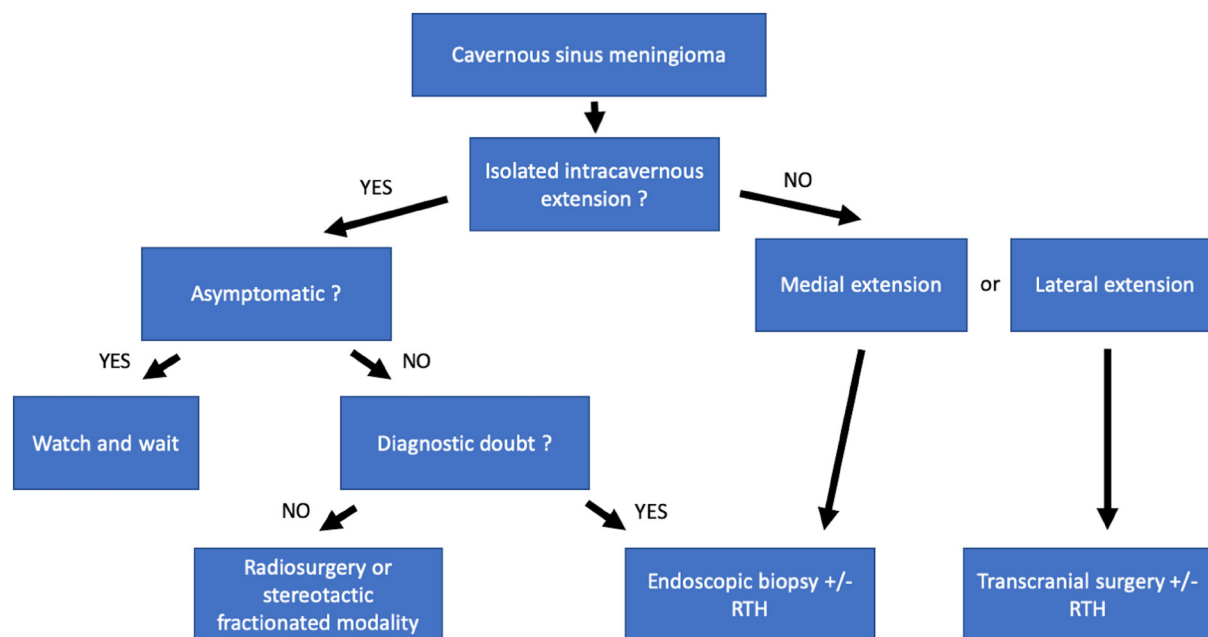 Cavernous sinus meningioma
Isolated intracavernous
extension ?
YES
NO
Asymptomatic ?
Medial extension
or
Lateral extension
YES
NO
Watch and wait
Diagnostic doubt ?
NO
YES
Radiosurgery or
stereotactic
fractionated modality
Endoscopic biopsy +/-
RTH
Transcranial surgery +/-
RTH